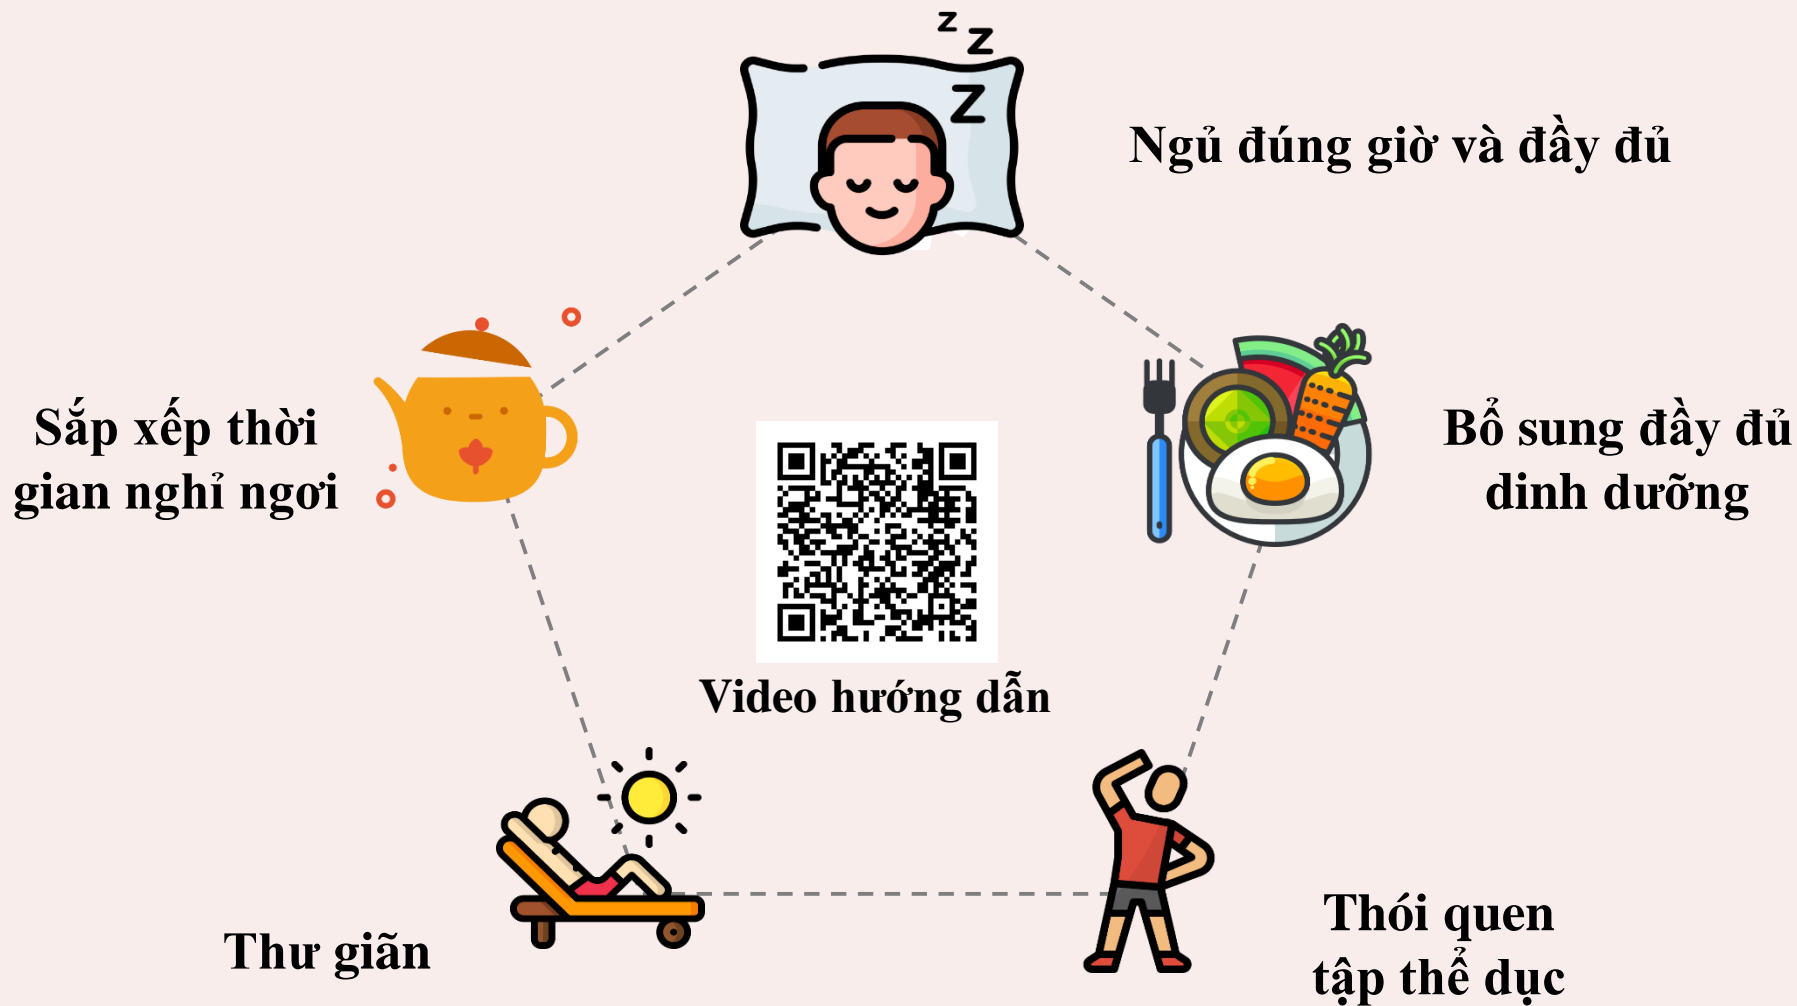 z
z
z
Ngủ đúng giờ và đầy đủ
Sắp xếp thời
gian nghỉ ngơi
Bổ sung đầy đủ
dinh dưỡng
Video hướng dẫn
Thư giãn
Thói quen
tập thể dục